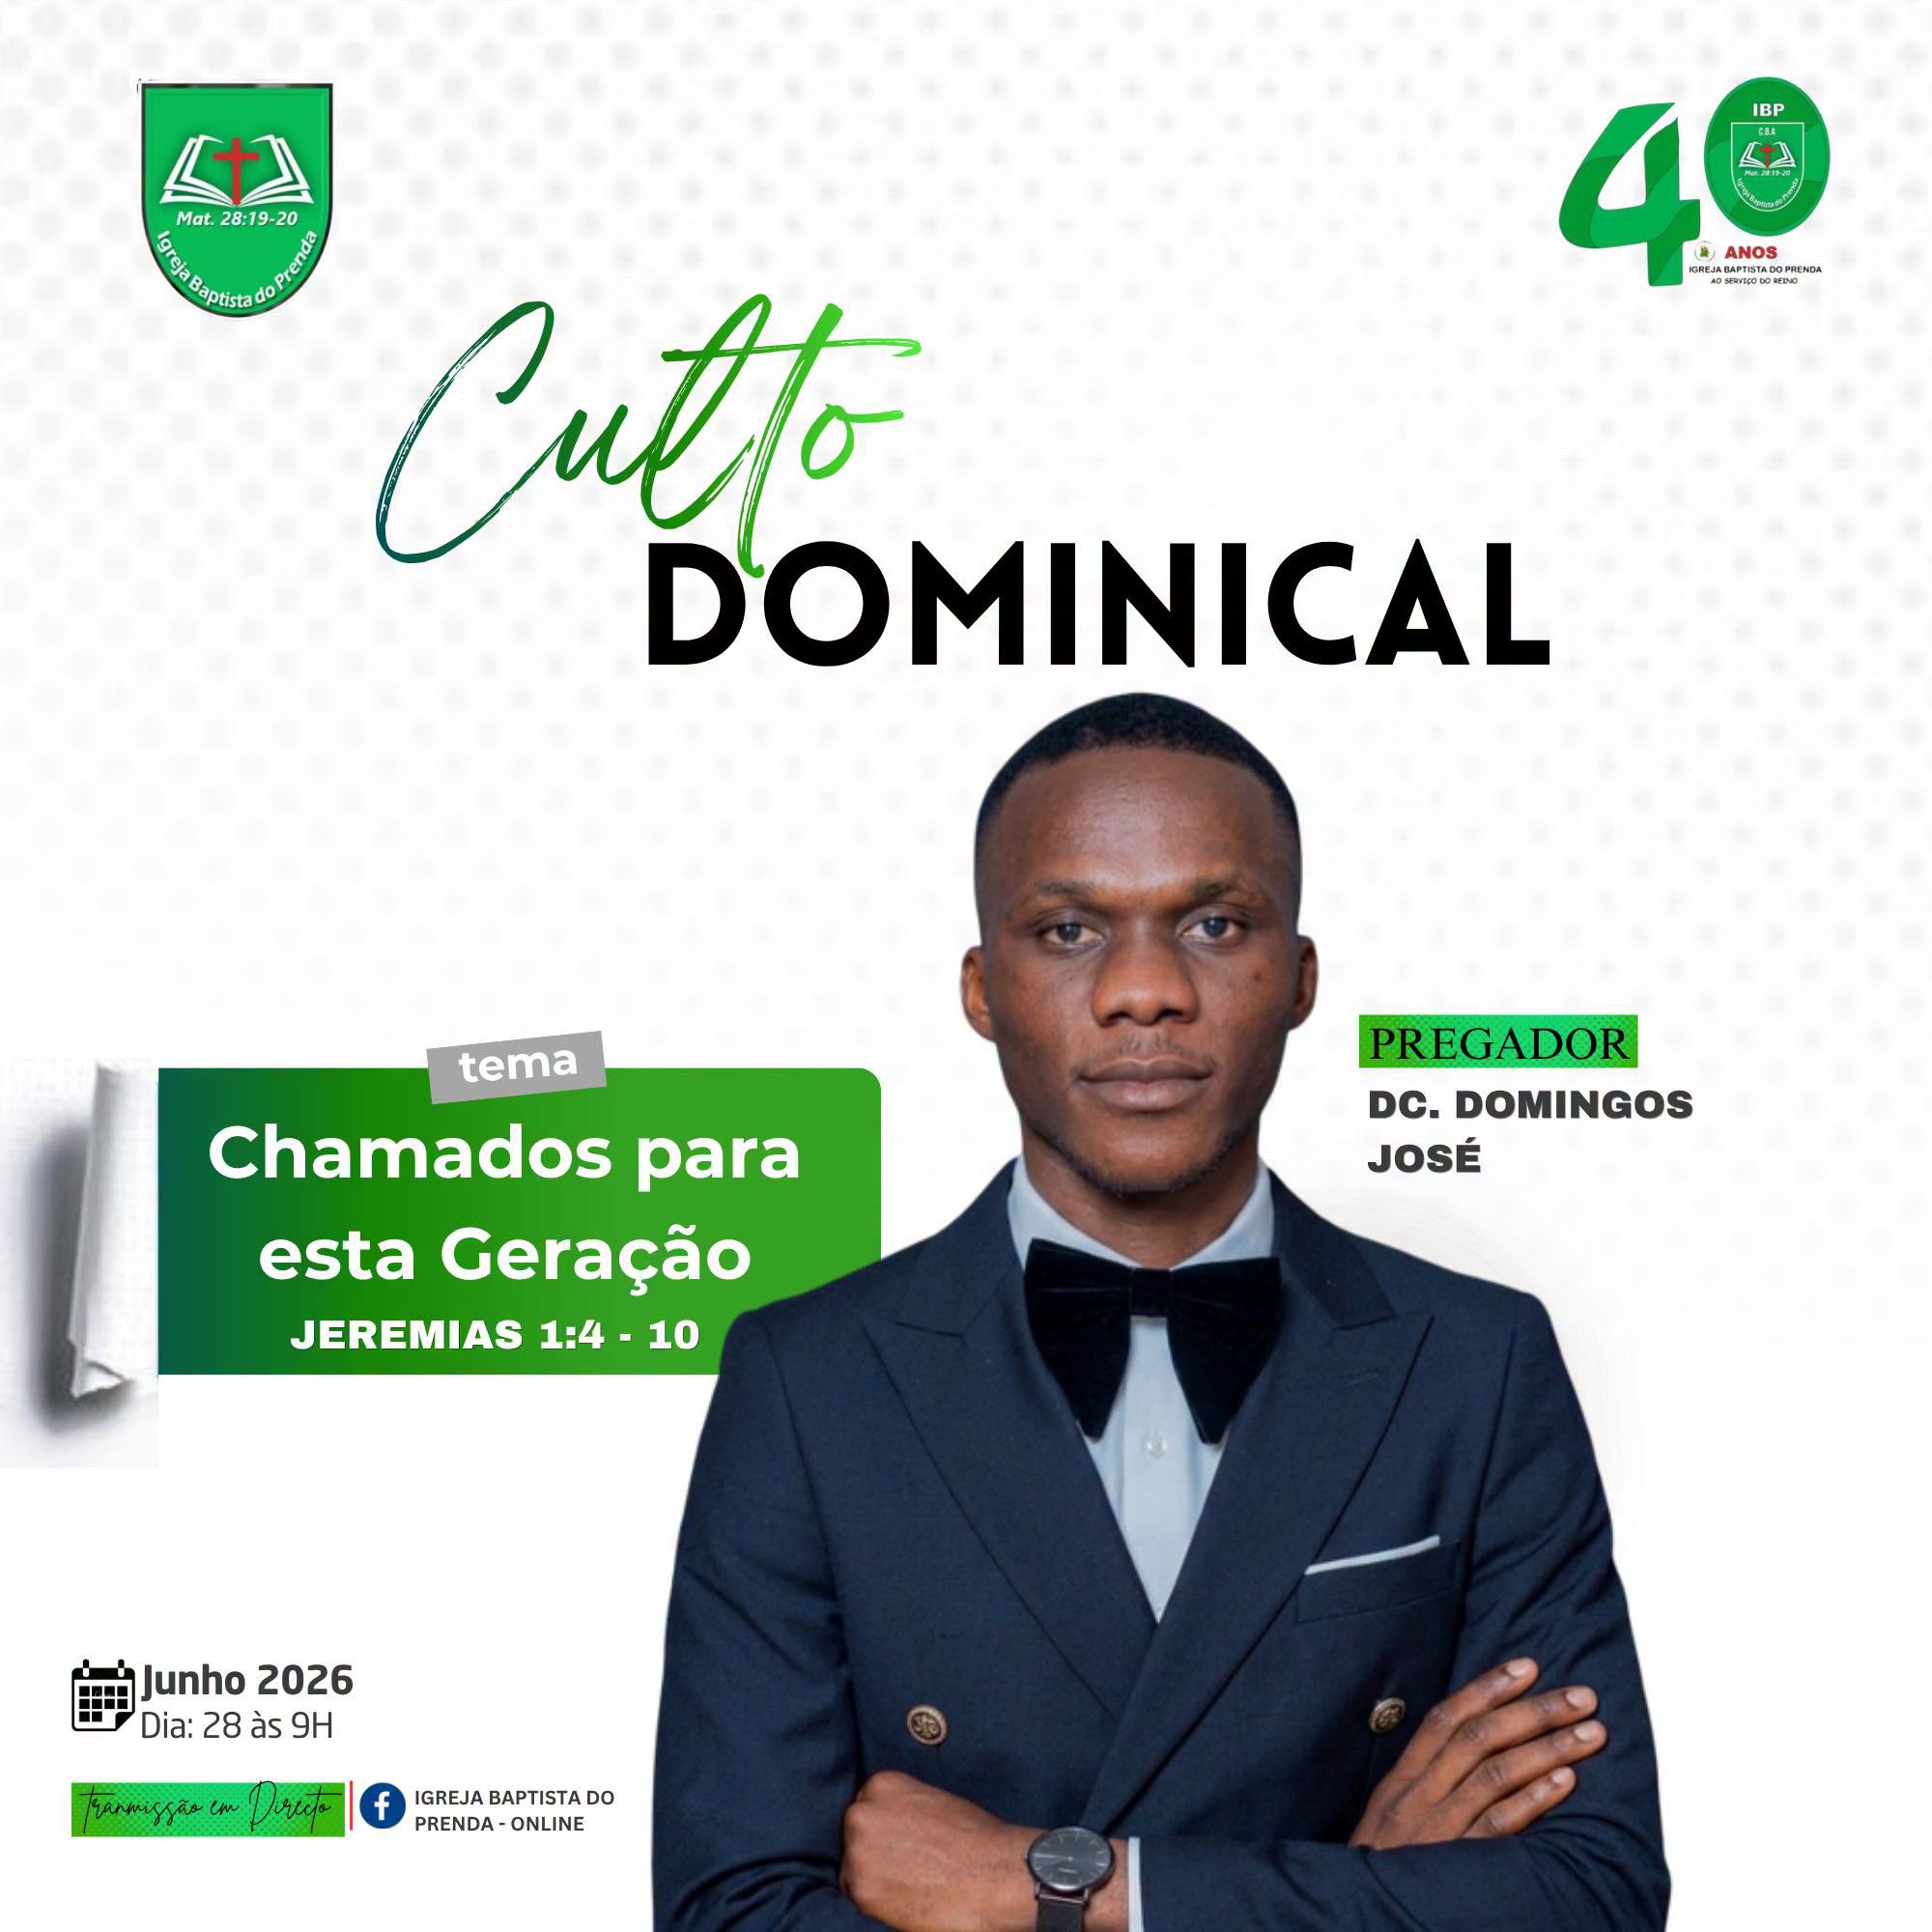 Mat. 28:19-20
Igreja Baptista do Prenda
40
IBP
C.B.A
Mat. 28:19-20
Igreja Baptista do Prenda
ANOS
IGREJA BAPTISTA DO PRENDA
AO SERVIÇO DO REINO
Culto
DOMINICAL
PREGADOR
DC. DOMINGOS
JOSÉ
tema
Chamados para
esta Geração
JEREMIAS 1:4 - 10
Junho 2026
Dia: 28 às 9H
Tranmissão em Directo
IGREJA BAPTISTA DO
PRENDA - ONLINE